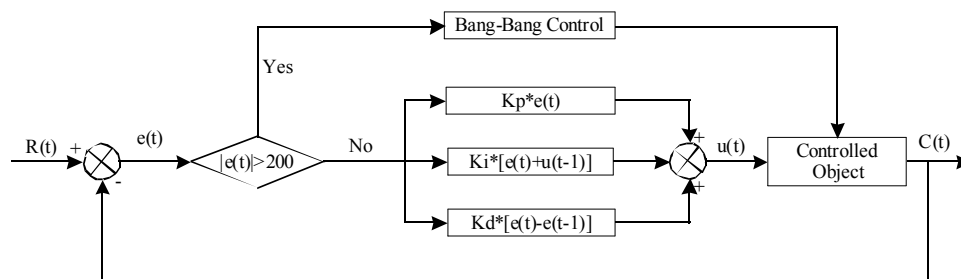 Bang-Bang Control
Yes
Kp*e(t)
R(t)
+
e(t)
|e(t)|>200
No
Ki*[e(t)+u(t-1)]
+
u(t)
Controlled
Object
C(t)
-
+
Kd*[e(t)-e(t-1)]